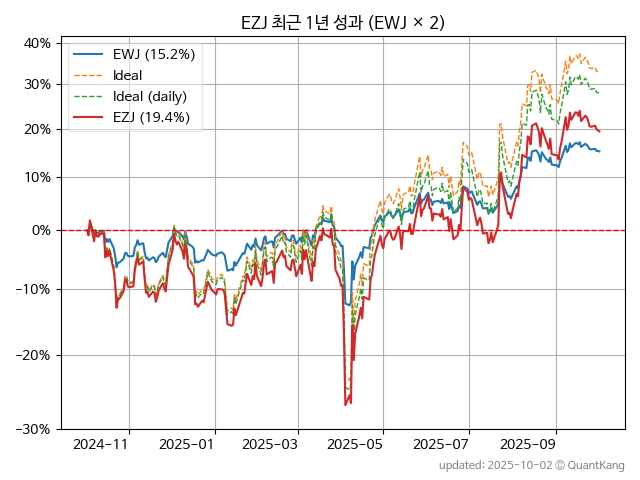 EZJ 최근 1년 성과 (EWJ × 2)
40%
30%
20%
10%
0%
−10%
−20%
−30%
EWJ (15.2%)
Ideal
Ideal (daily)
EZJ (19.4%)
2024-11
2025-01
2025-03
2025-05
2025-07
2025-09
updated: 2025-10-02 © QuantKang